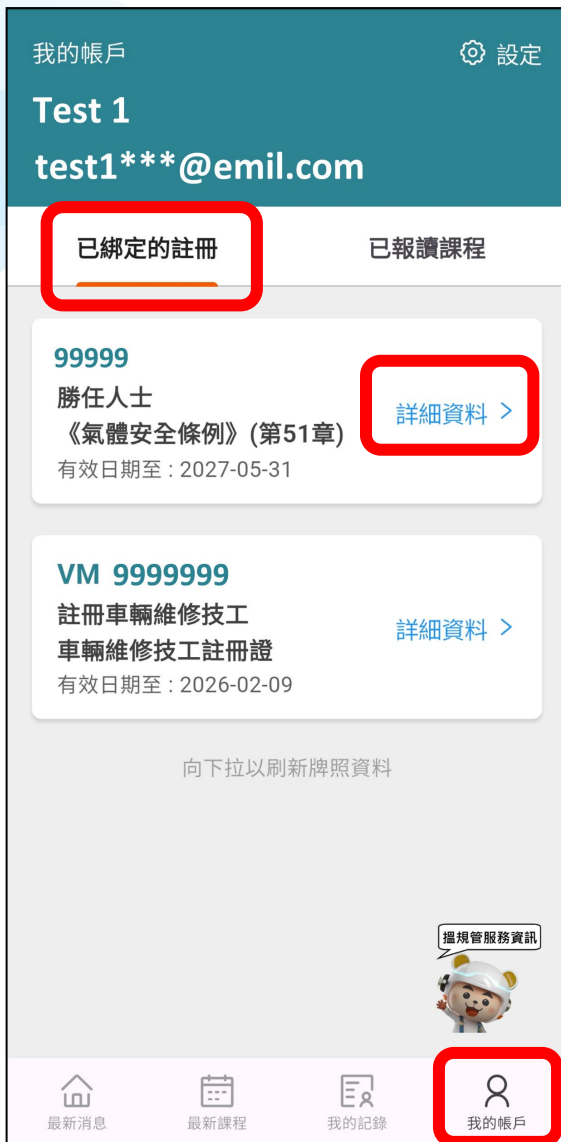 我的帳戶
設定
Test 1
test1***@emil.com
已綁定的註冊
已報讀課程
99999
勝任人士
《氣體安全條例》(第51章)
有效日期至 : 2027-05-31
詳細資料 >
VM 9999999
註冊車輛維修技工
車輛維修技工註冊證
有效日期至 : 2026-02-09
詳細資料 >
向下拉以刷新牌照資料
搵規管服務資訊
最新消息
最新課程
我的記錄
我的帳戶